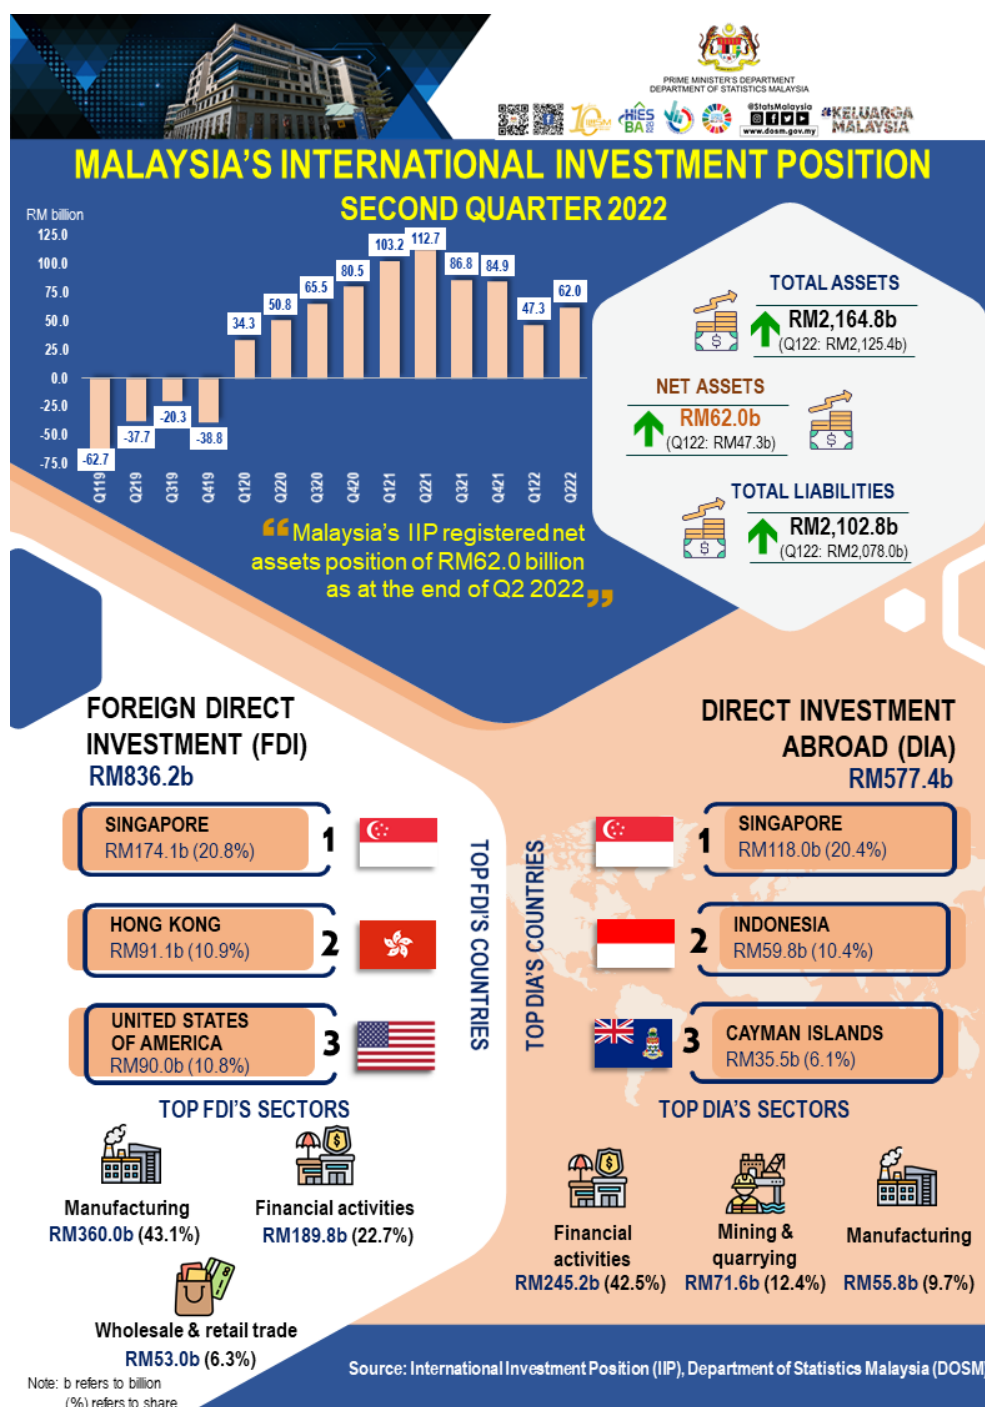 PRIME MINISTER'S DEPARTMENT
DEPARTMENT OF STATISTICS MALAYSIA
HIES
BA
@StatsMalaysia
www.dosm.gov.my
#KELUARGA
MALAYSIA
MALAYSIA'S INTERNATIONAL INVESTMENT POSITION
SECOND QUARTER 2022
RM billion
125.0
100.0
75.0
50.0
25.0
0.0
-25.0
-50.0
-75.0
-62.7
-37.7
-20.3
-38.8
34.3
50.8
65.5
80.5
103.2
112.7
86.8
84.9
47.3
62.0
Q119
Q219
Q319
Q419
Q120
Q220
Q320
Q420
Q121
Q221
Q321
Q421
Q122
Q222
TOTAL ASSETS
RM2,164.8b
(Q122: RM2,125.4b)
NET ASSETS
RM62.0b
(Q122: RM47.3b)
TOTAL LIABILITIES
RM2,102.8b
(Q122: RM2,078.0b)
“Malaysia's IIP registered net
assets position of RM62.0 billion
as at the end of Q2 2022”
FOREIGN DIRECT
INVESTMENT (FDI)
RM836.2b
SINGAPORE
RM174.1b (20.8%)
1
HONG KONG
RM91.1b (10.9%)
2
UNITED STATES
OF AMERICA
RM90.0b (10.8%)
3
TOP FDI'S COUNTRIES
TOP FDI'S SECTORS
Manufacturing
RM360.0b (43.1%)
Financial activities
RM189.8b (22.7%)
Wholesale & retail trade
RM53.0b (6.3%)
Note: b refers to billion
(%) refers to share
DIRECT INVESTMENT
ABROAD (DIA)
RM577.4b
TOP DIA'S COUNTRIES
1
SINGAPORE
RM118.0b (20.4%)
2
INDONESIA
RM59.8b (10.4%)
3
CAYMAN ISLANDS
RM35.5b (6.1%)
TOP DIA'S SECTORS
Financial
activities
RM245.2b (42.5%)
Mining &
quarrying
RM71.6b (12.4%)
Manufacturing
RM55.8b (9.7%)
Source: International Investment Position (IIP), Department of Statistics Malaysia (DOSM)